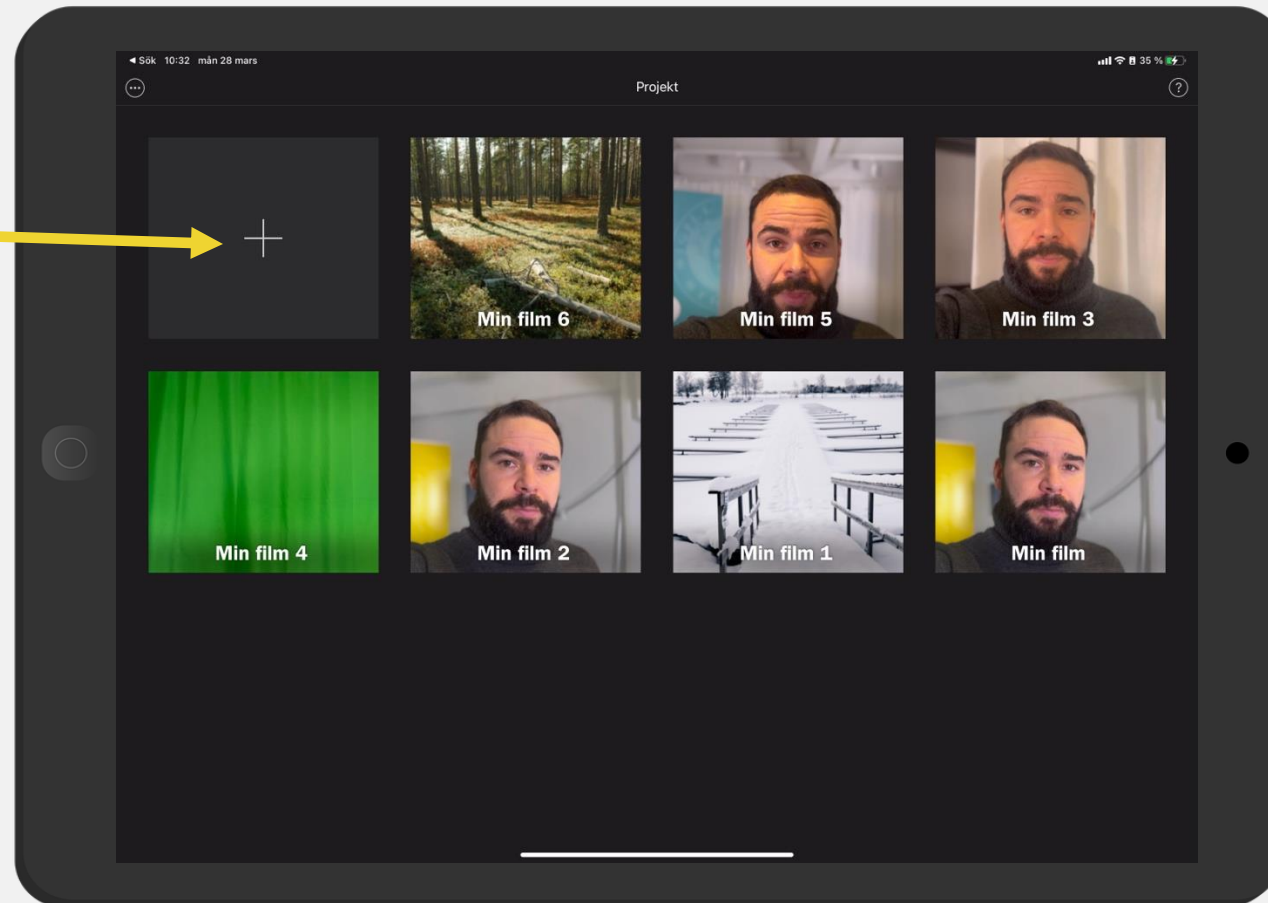 ◀ Sök 10:32 mån 28 mars 35 %
Projekt
?
Min film 6 Min film 5 Min film 3
Min film 4 Min film 2 Min film 1 Min film